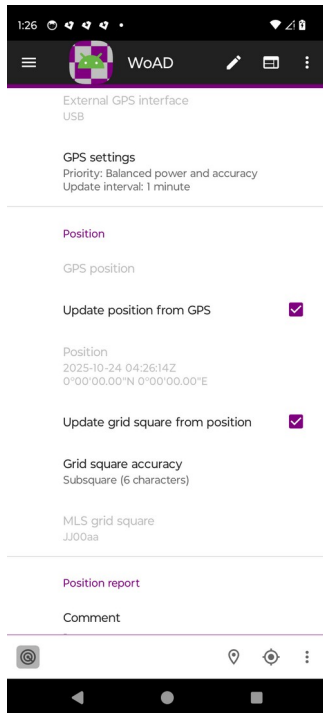 1:26
WoAD
External GPS interface
USB
GPS settings
Priority: Balanced power and accuracy
Update interval: 1 minute
Position
GPS position
Update position from GPS
Position
2025-10-24 04:26:14Z
0°00'00.00"N 0°00'00.00"E
Update grid square from position
Grid square accuracy
Subsquare (6 characters)
MLS grid square
JJ00aa
Position report
Comment